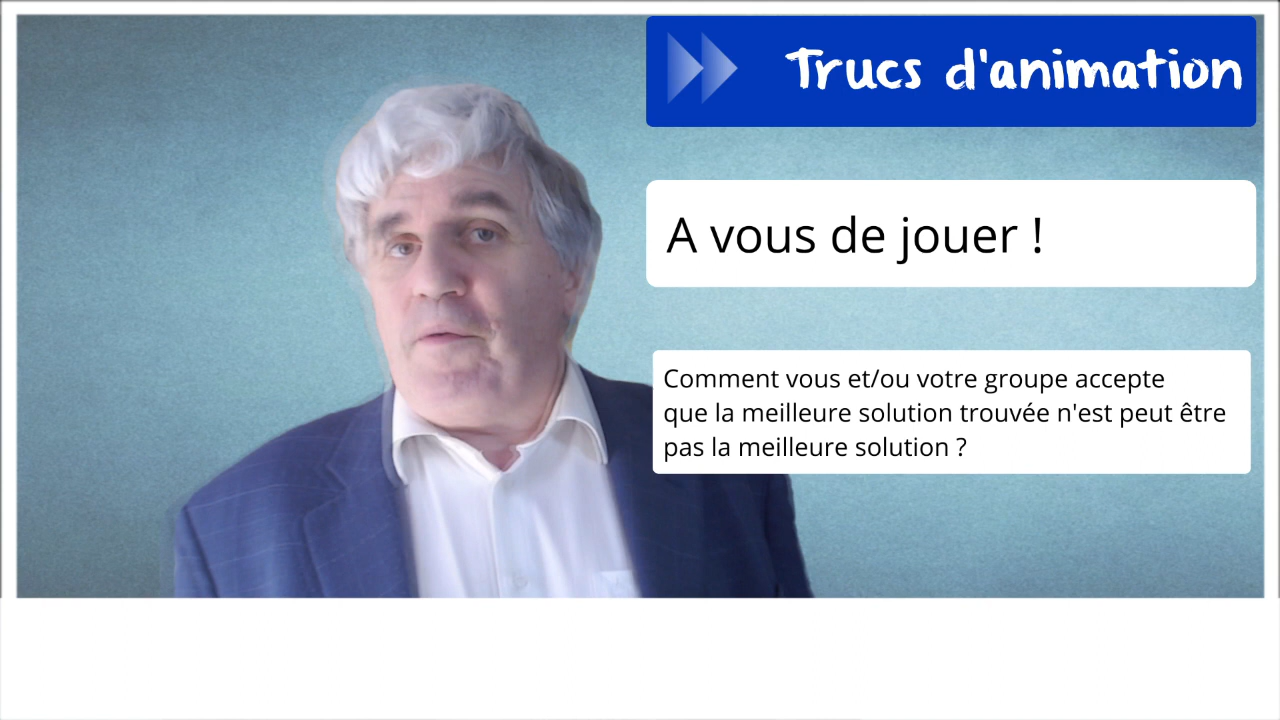 Trucs d'animation
A vous de jouer !
Comment vous et/ou votre groupe accepte
que la meilleure solution trouvée n'est peut être
pas la meilleure solution ?